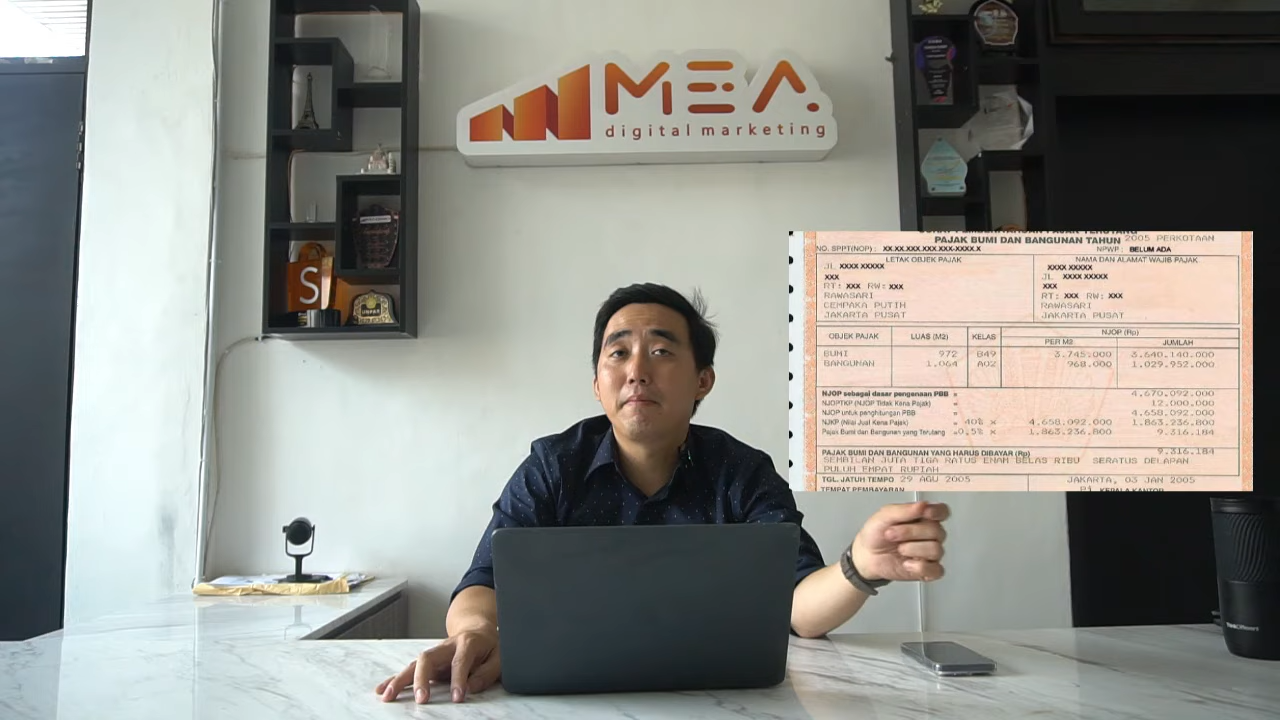 MEA.
digital marketing
S
PAJAK BUMI DAN BANGUNAN TAHUN 2005 PERKOTAAN
NO. SPPT(NOP) : XX.XX.XXX.XXX.XXX-XXXX.X NPWP : BELUM ADA
LETAK OBJEK PAJAK NAMA DAN ALAMAT WAJIB PAJAK
JL XXXX XXXXX XXXX XXXXX
XXX JL XXXX XXXXX
RT: XXX RW: XXX XXX
RAWASARI RT: XXX RW: XXX
CEMPAKA PUTIH RAWASARI
JAKARTA PUSAT JAKARTA PUSAT
OBJEK PAJAK LUAS (M2) KELAS NJOP (Rp)
PER M2 JUMLAH
BUMI 972 B49 3.745.000 3.640.140.000
BANGUNAN 1.064 A02 968.000 1.029.952.000
NJOP sebagai dasar pengenaan PBB = 4.670.092.000
NJOPTKP (NJOP Tidak Kena Pajak) = 12.000.000
NJOP untuk penghitungan PBB = 4.658.092.000
NJKP (Nilai Jual Kena Pajak) = 40% x 4.658.092.000 1.863.236.800
Pajak Bumi dan Bangunan yang Terutang =0.5% x 1.863.236.800 9.316.184
PAJAK BUMI DAN BANGUNAN YANG HARUS DIBAYAR (Rp) 9.316.184
SEMBILAN JUTA TIGA RATUS ENAM BELAS RIBU SERATUS DELAPAN
PULUH EMPAT RUPIAH
TGL. JATUH TEMPO 29 AGU 2005 JAKARTA, 03 JAN 2005
TEMPAT PEMBAYARAN KEPALA KANTOR